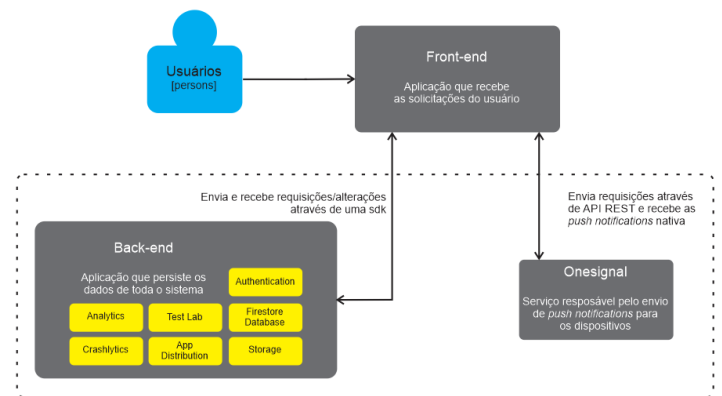 Usuários
[persons]
Front-end
Aplicação que recebe
as solicitações do usuário
Envia e recebe requisições/alterações
através de uma sdk
Envia requisições através
de API REST e recebe as
push notifications nativa
Back-end
Aplicação que persiste os
dados de toda o sistema
Authentication
Analytics
Test Lab
Firestore
Database
Crashlytics
App
Distribution
Storage
Onesignal
Serviço resposável pelo envio
de push notifications para
os dispositivos